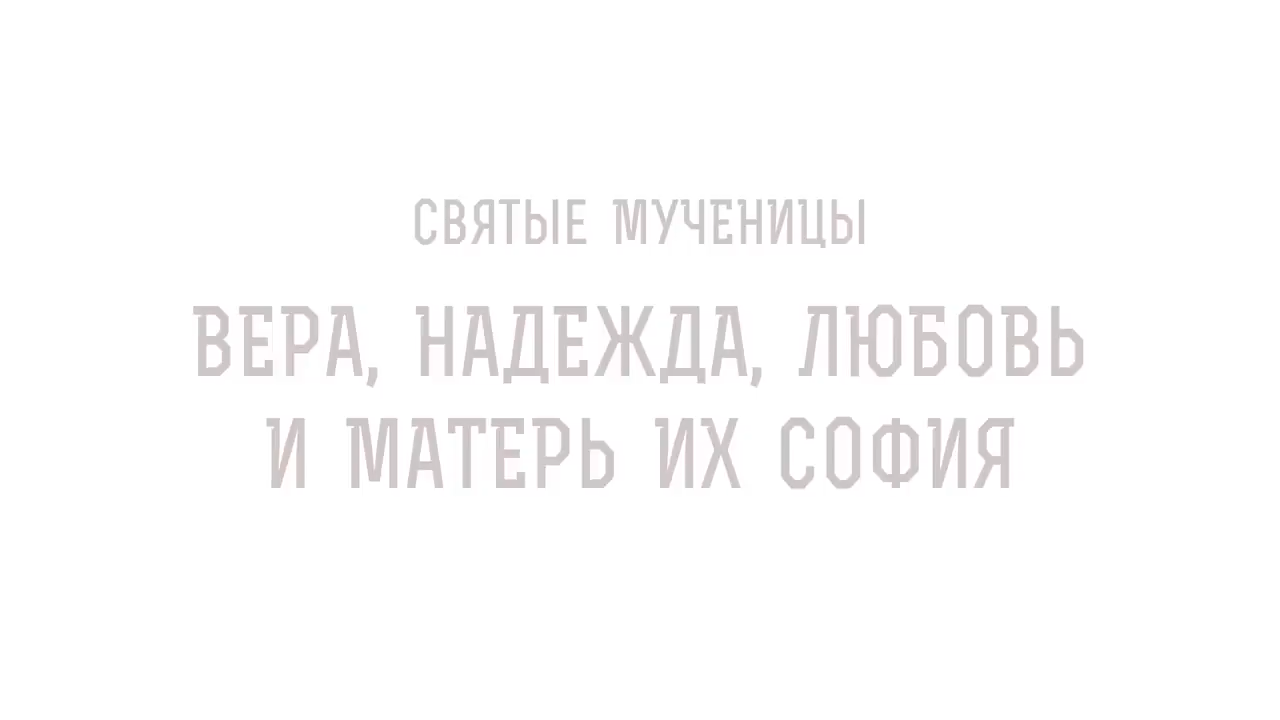 СВЯТЫЕ МУЧЕНИЦЫ
ВЕРА, НАДЕЖДА, ЛЮБОВЬ
И МАТЕРЬ ИХ СОФИЯ